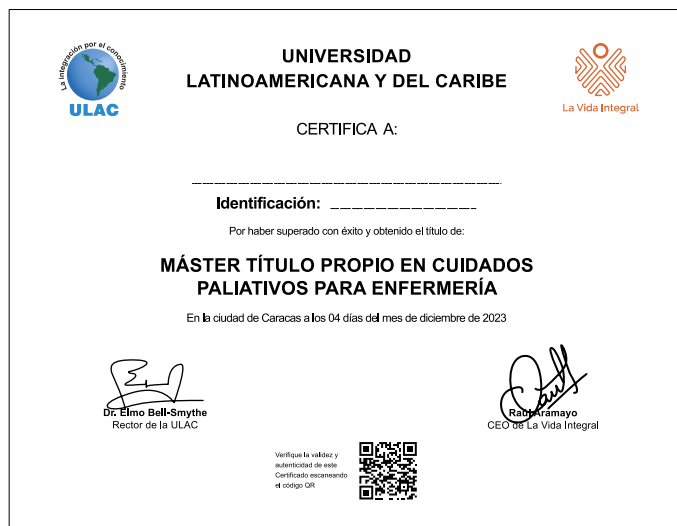 La integración por el conocimiento
ULAC
UNIVERSIDAD
LATINOAMERICANA Y DEL CARIBE
La Vida Integral
CERTIFICA A:
Identificación:
Por haber superado con éxito y obtenido el título de:
MÁSTER TÍTULO PROPIO EN CUIDADOS
PALIATIVOS PARA ENFERMERÍA
En la ciudad de Caracas a los 04 días del mes de diciembre de 2023
Dr. Elmo Bell-Smythe
Rector de la ULAC
Raúl Aramayo
CEO de La Vida Integral
Verifique la validez y
autenticidad de este
Certificado escaneando
el código QR